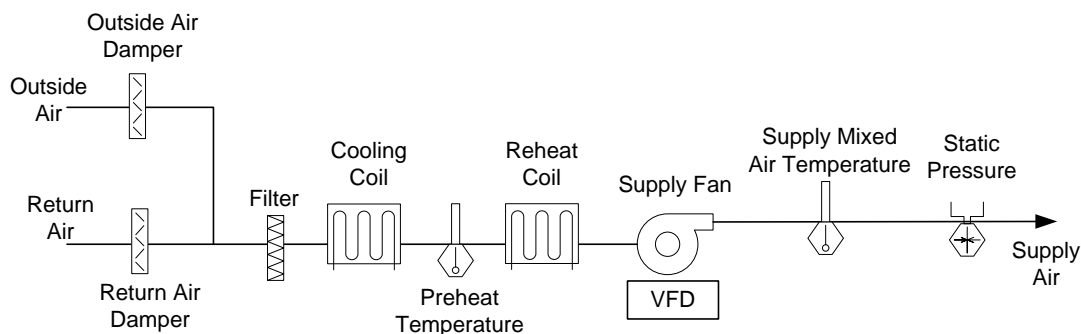 Outside Air
Damper
Outside
Air
Return
Air
Return Air
Damper
Filter
Cooling
Coil
Preheat
Temperature
Reheat
Coil
Supply Fan
VFD
Supply Mixed
Air Temperature
Static
Pressure
Supply
Air